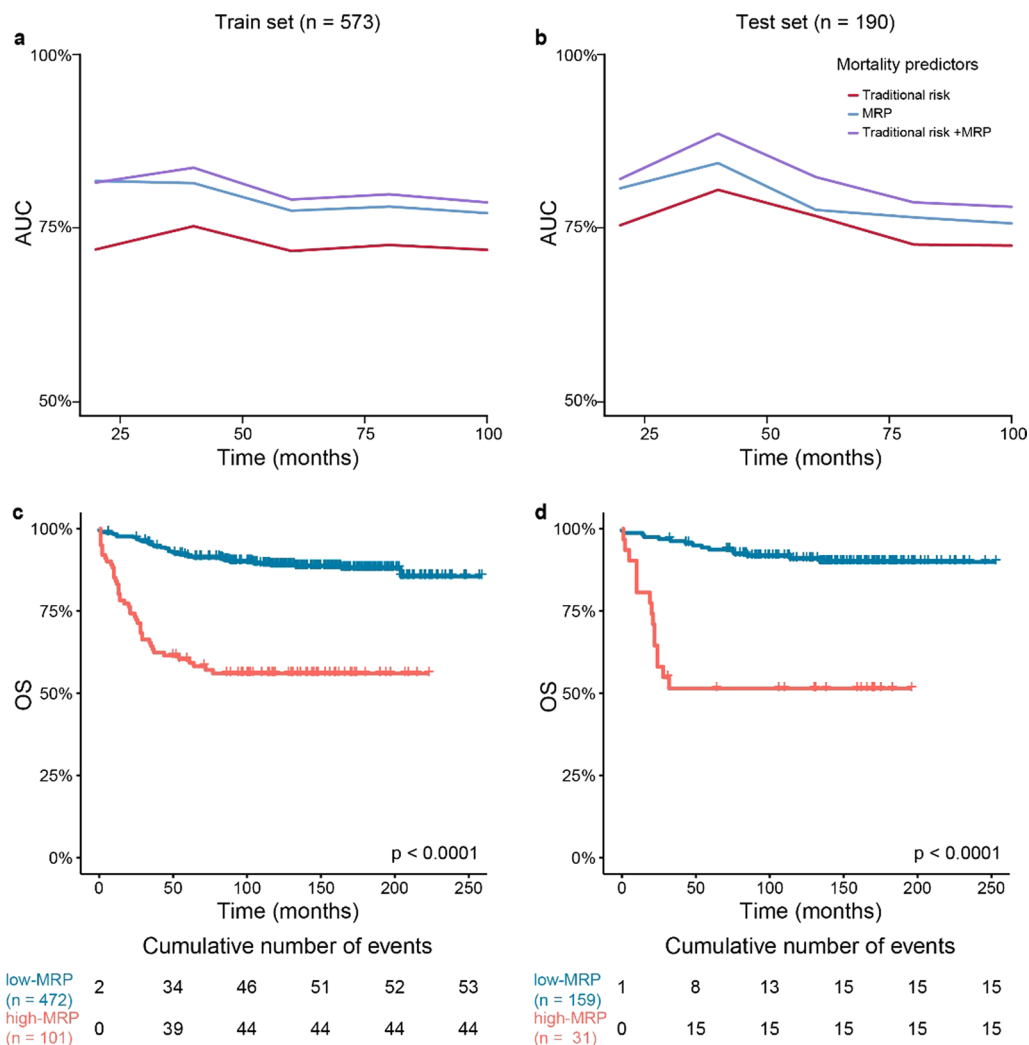 Train set (n = 573)
Test set (n = 190)
a
b
100%
75%
50%
AUC
25
50
75
100
Time (months)
100%
75%
50%
AUC
Mortality predictors
Traditional risk
MRP
Traditional risk +MRP
25
50
75
100
Time (months)
c
d
100%
75%
50%
25%
0%
OS
p < 0.0001
0
50
100
150
200
250
Time (months)
100%
75%
50%
25%
0%
OS
p < 0.0001
0
50
100
150
200
250
Time (months)
Cumulative number of events
low-MRP
(n = 472)
2 34 46 51 52 53
high-MRP
(n = 101)
0 39 44 44 44 44
Cumulative number of events
low-MRP
(n = 159)
1 8 13 15 15 15
high-MRP
(n = 31)
0 15 15 15 15 15